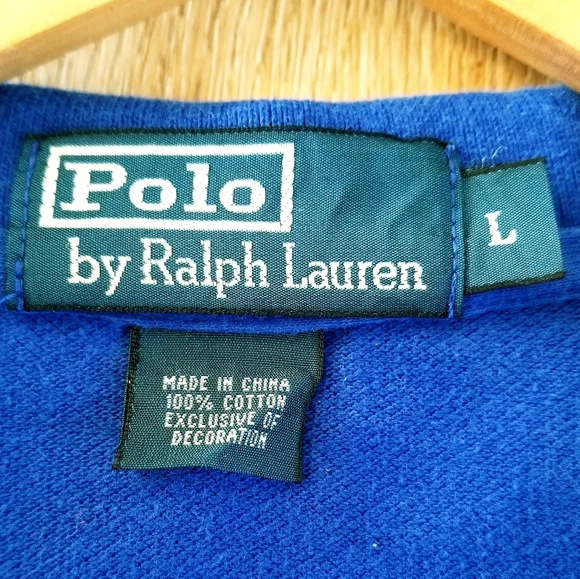 Polo
by Ralph Lauren
L
MADE IN CHINA
100% COTTON
EXCLUSIVE OF
DECORATION